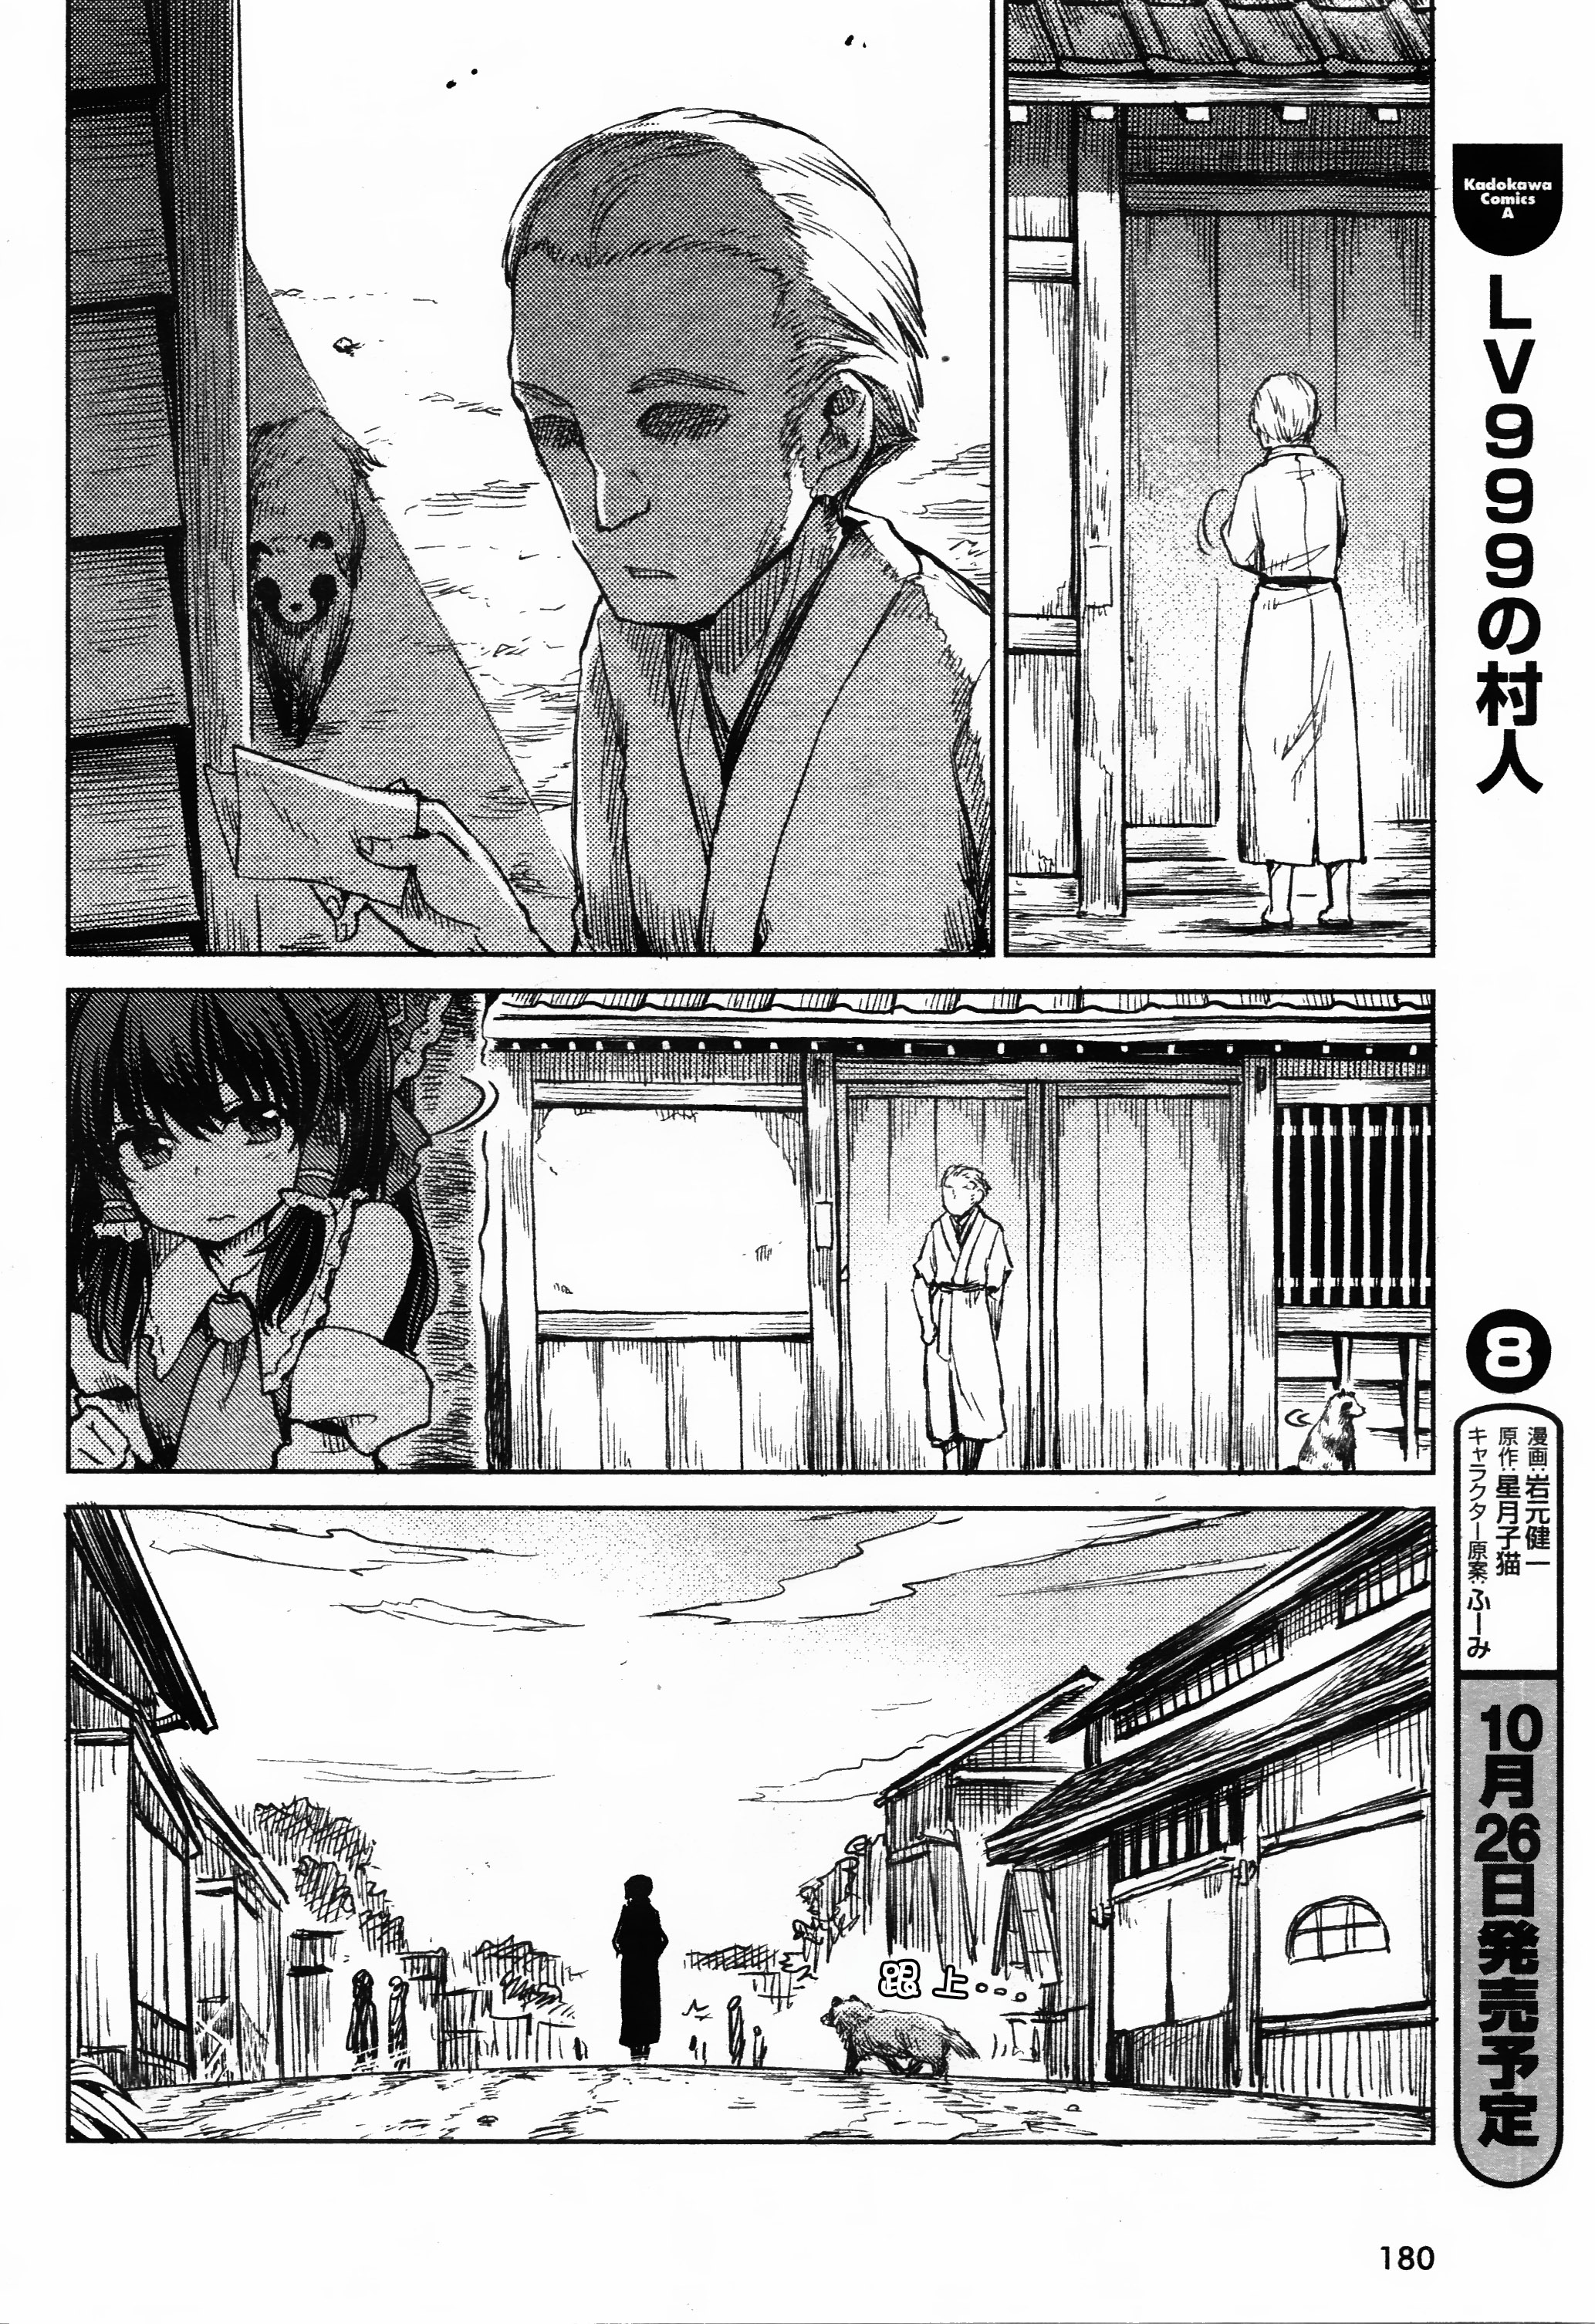 Kadokawa
Comics
A
LV999の村人
8
漫画:岩元健一
原作:星月子猫
キャラクター原案:ふーみ
10月26日発売予定
跟上・・・。
180